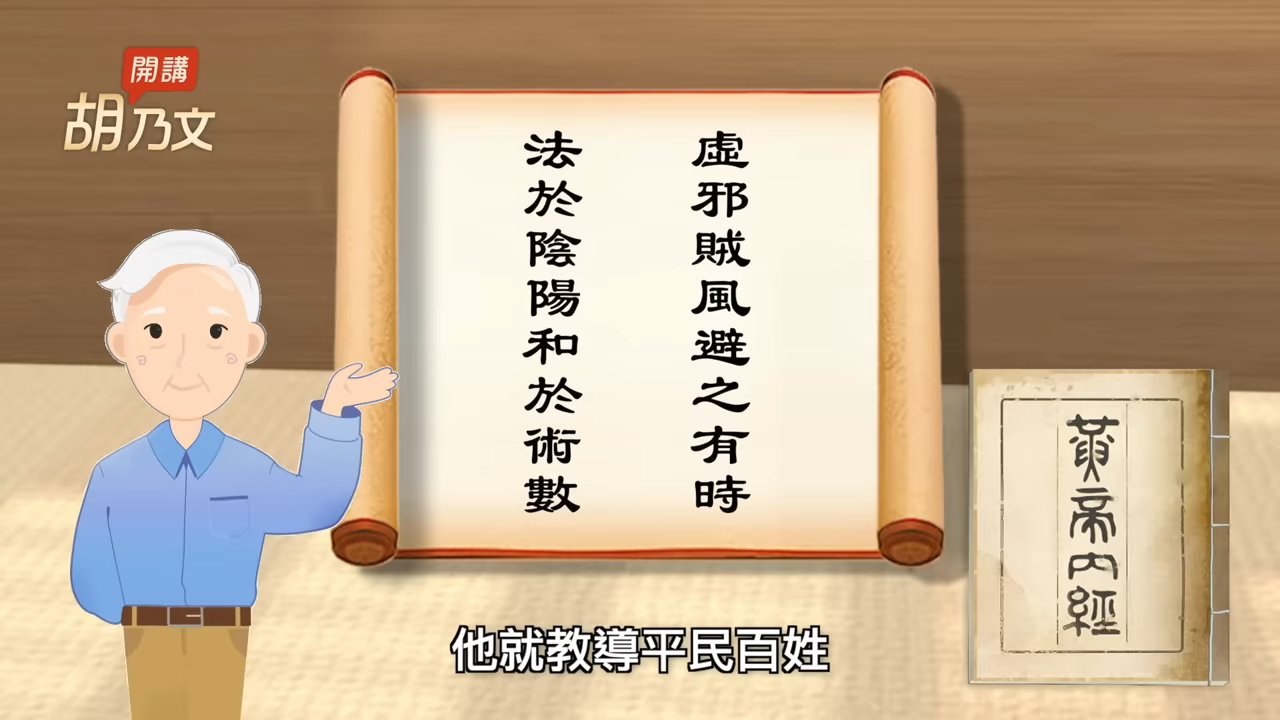 開講
胡乃文
虛邪賊風避之有時
法於陰陽和於術數
黃帝內經
他就教導平民百姓